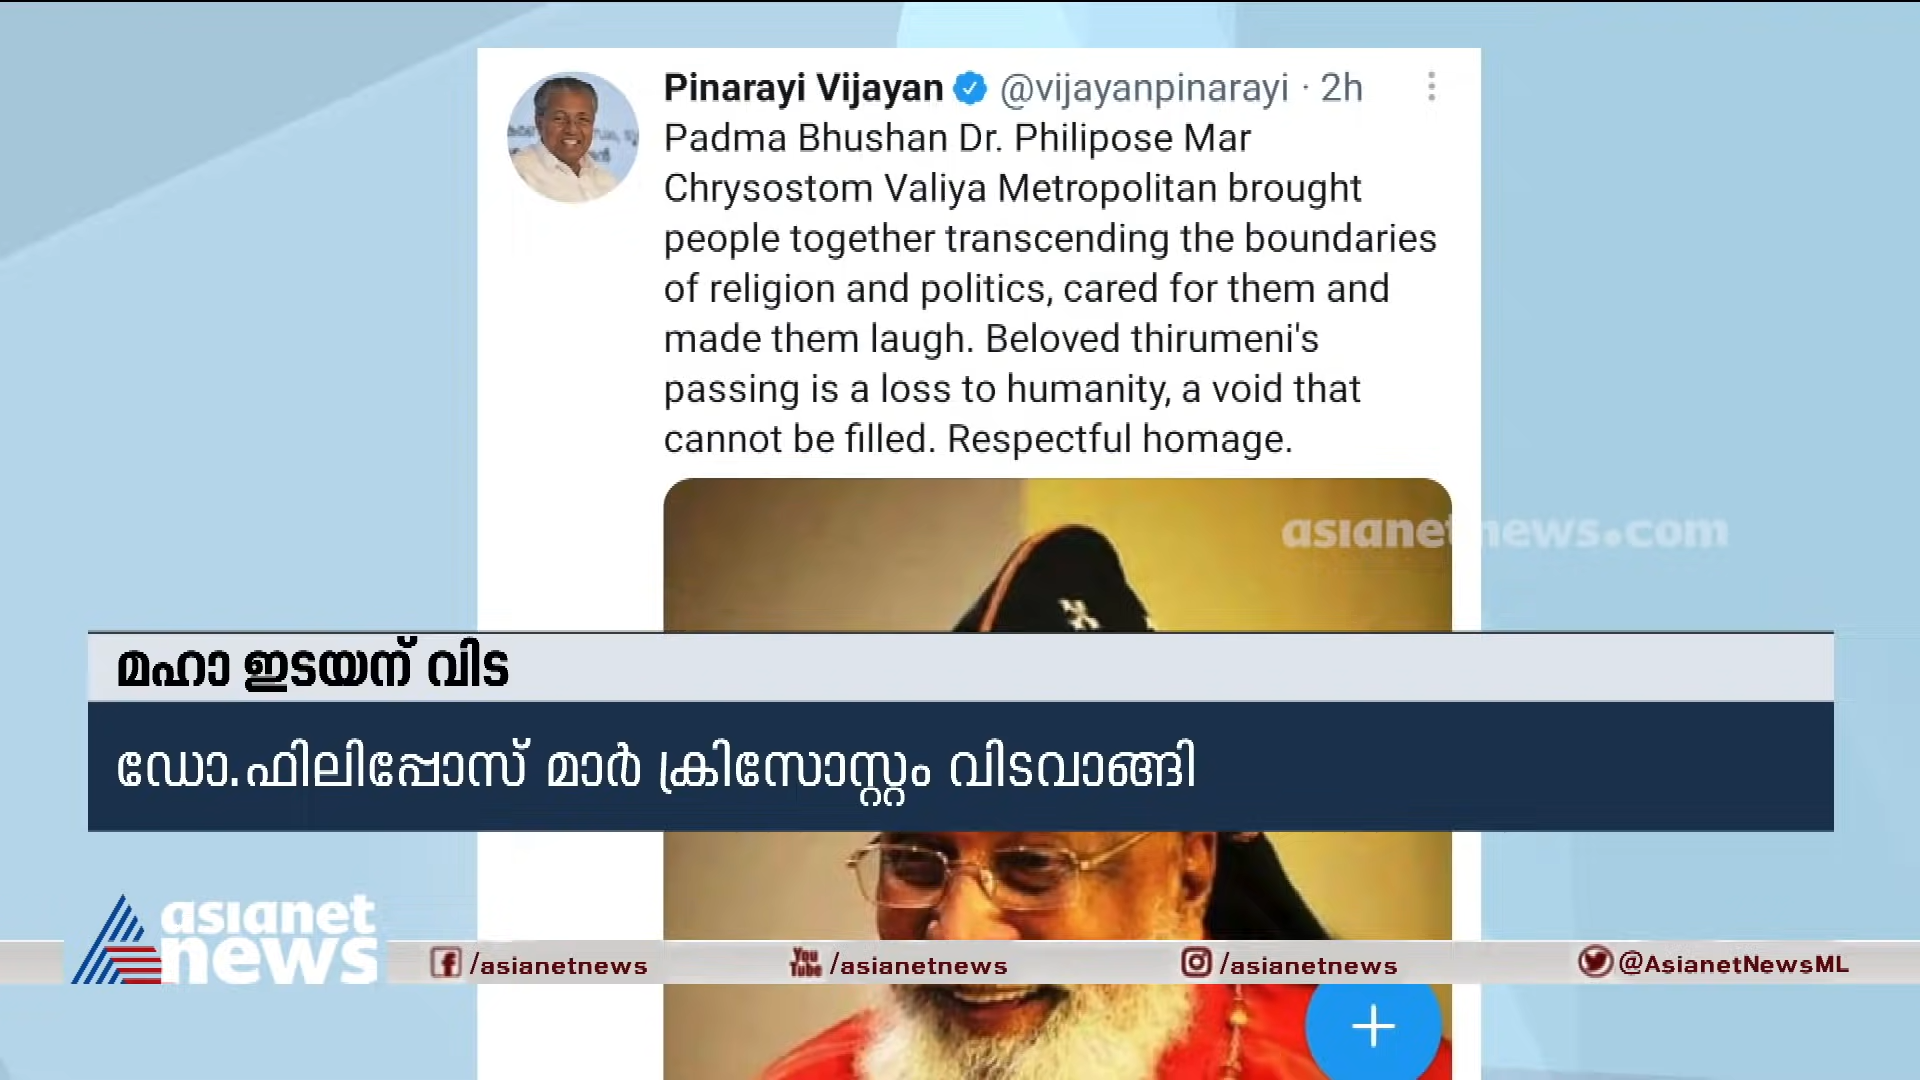 Pinarayi Vijayan @vijayanpinarayi · 2h
Padma Bhushan Dr. Philipose Mar
Chrysostom Valiya Metropolitan brought
people together transcending the boundaries
of religion and politics, cared for them and
made them laugh. Beloved thirumeni's
passing is a loss to humanity, a void that
cannot be filled. Respectful homage.
asianetnews.com
മഹാ ഇടയന് വിട
ഡോ.ഫിലിപ്പോസ് മാർ ക്രിസോസ്റ്റം വിടവാങ്ങി
asianet
news
/asianetnews
You
Tube
/asianetnews
/asianetnews
@AsianetNewsML